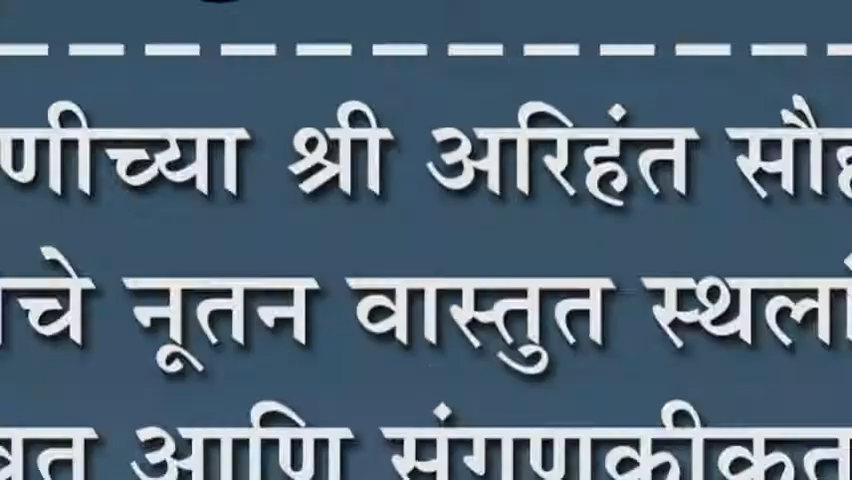 णीच्या श्री अरिहंत सौ
चे नूतन वास्तुत स्थलां
त आणि संगणकीकृत